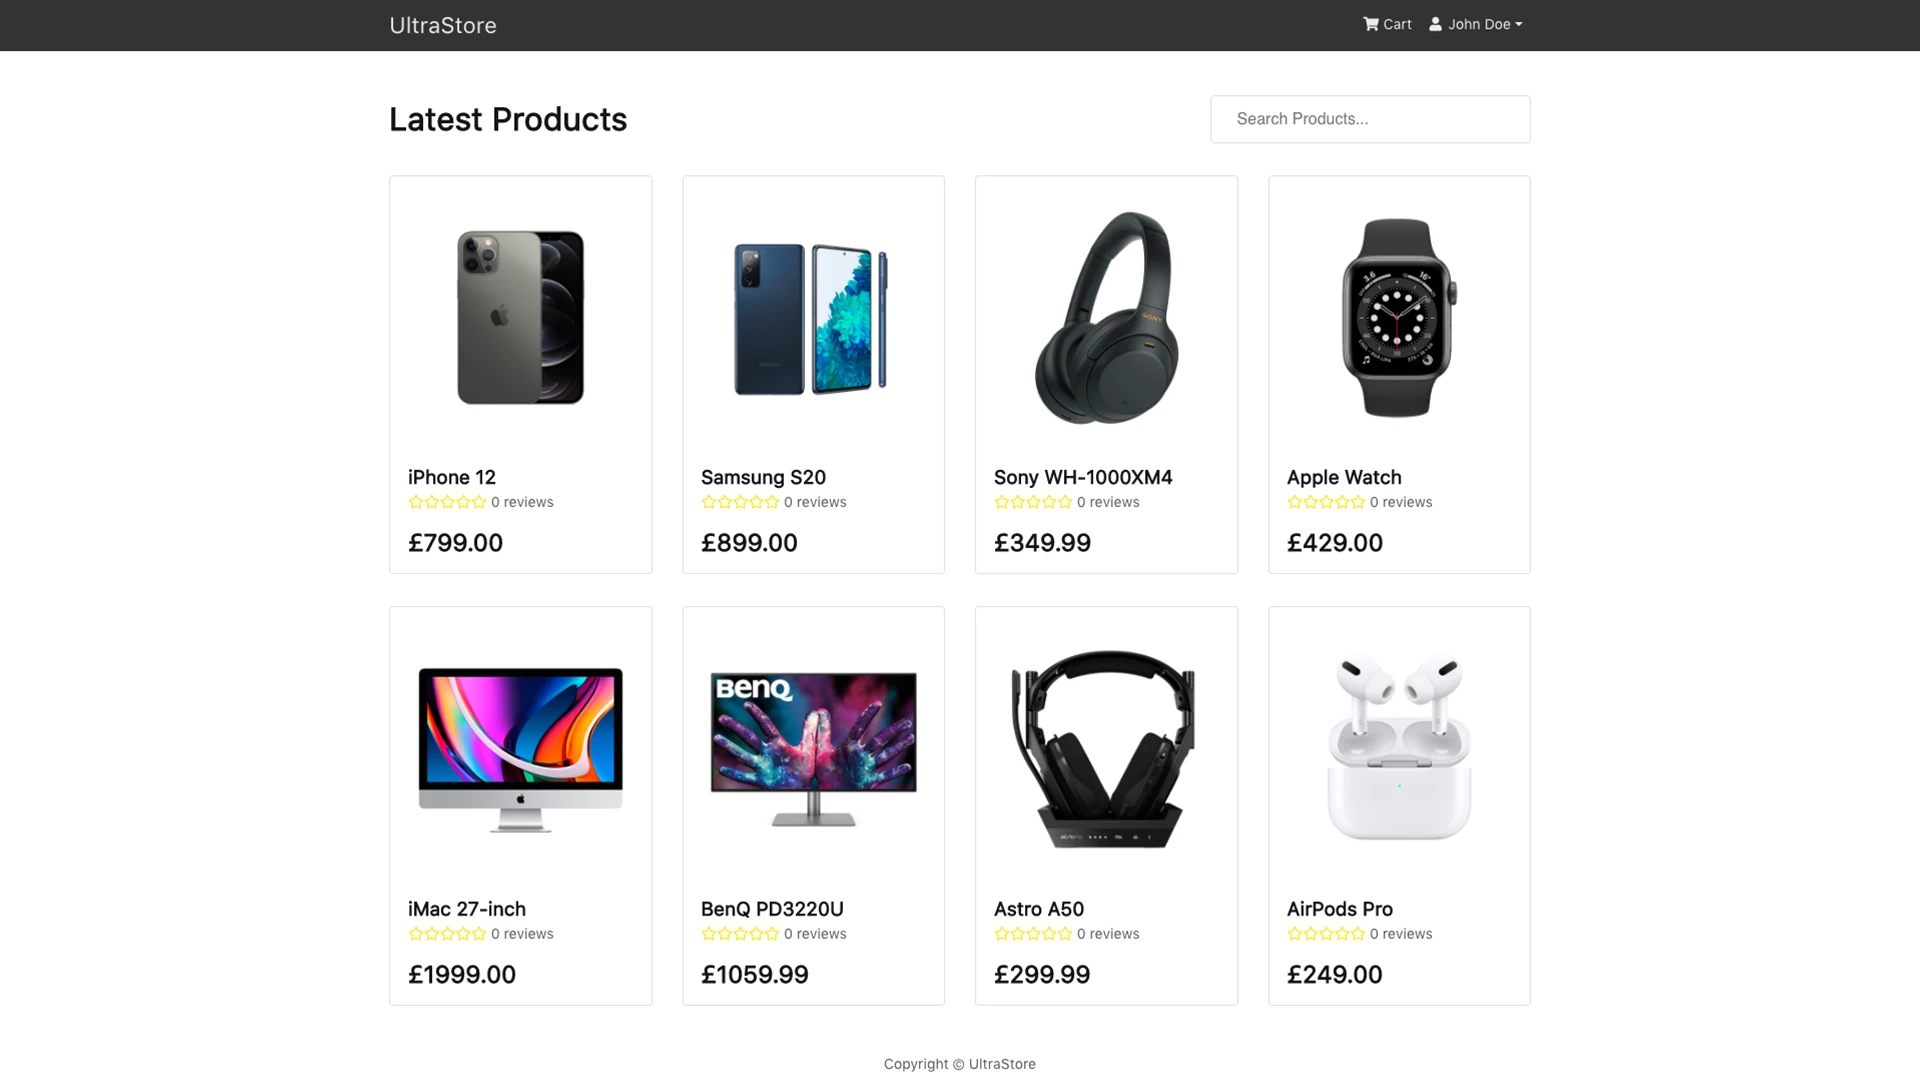 UltraStore
Cart
John Doe
Latest Products
Search Products...
SONY
iPhone 12
0 reviews
£799.00
Samsung S20
0 reviews
£899.00
Sony WH-1000XM4
0 reviews
£349.99
Apple Watch
0 reviews
£429.00
BenQ
iMac 27-inch
0 reviews
£1999.00
BenQ PD3220U
0 reviews
£1059.99
Astro A50
0 reviews
£299.99
AirPods Pro
0 reviews
£249.00
Copyright © UltraStore